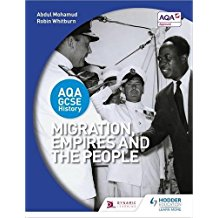 Abdul Mohamud
Robin Whitburn
AQA
Approved
AQA
GCSE
History
MIGRATION,
EMPIRES AND
THE PEOPLE
DYNAMIC
LEARNING
HODDER
EDUCATION
LEARN MORE